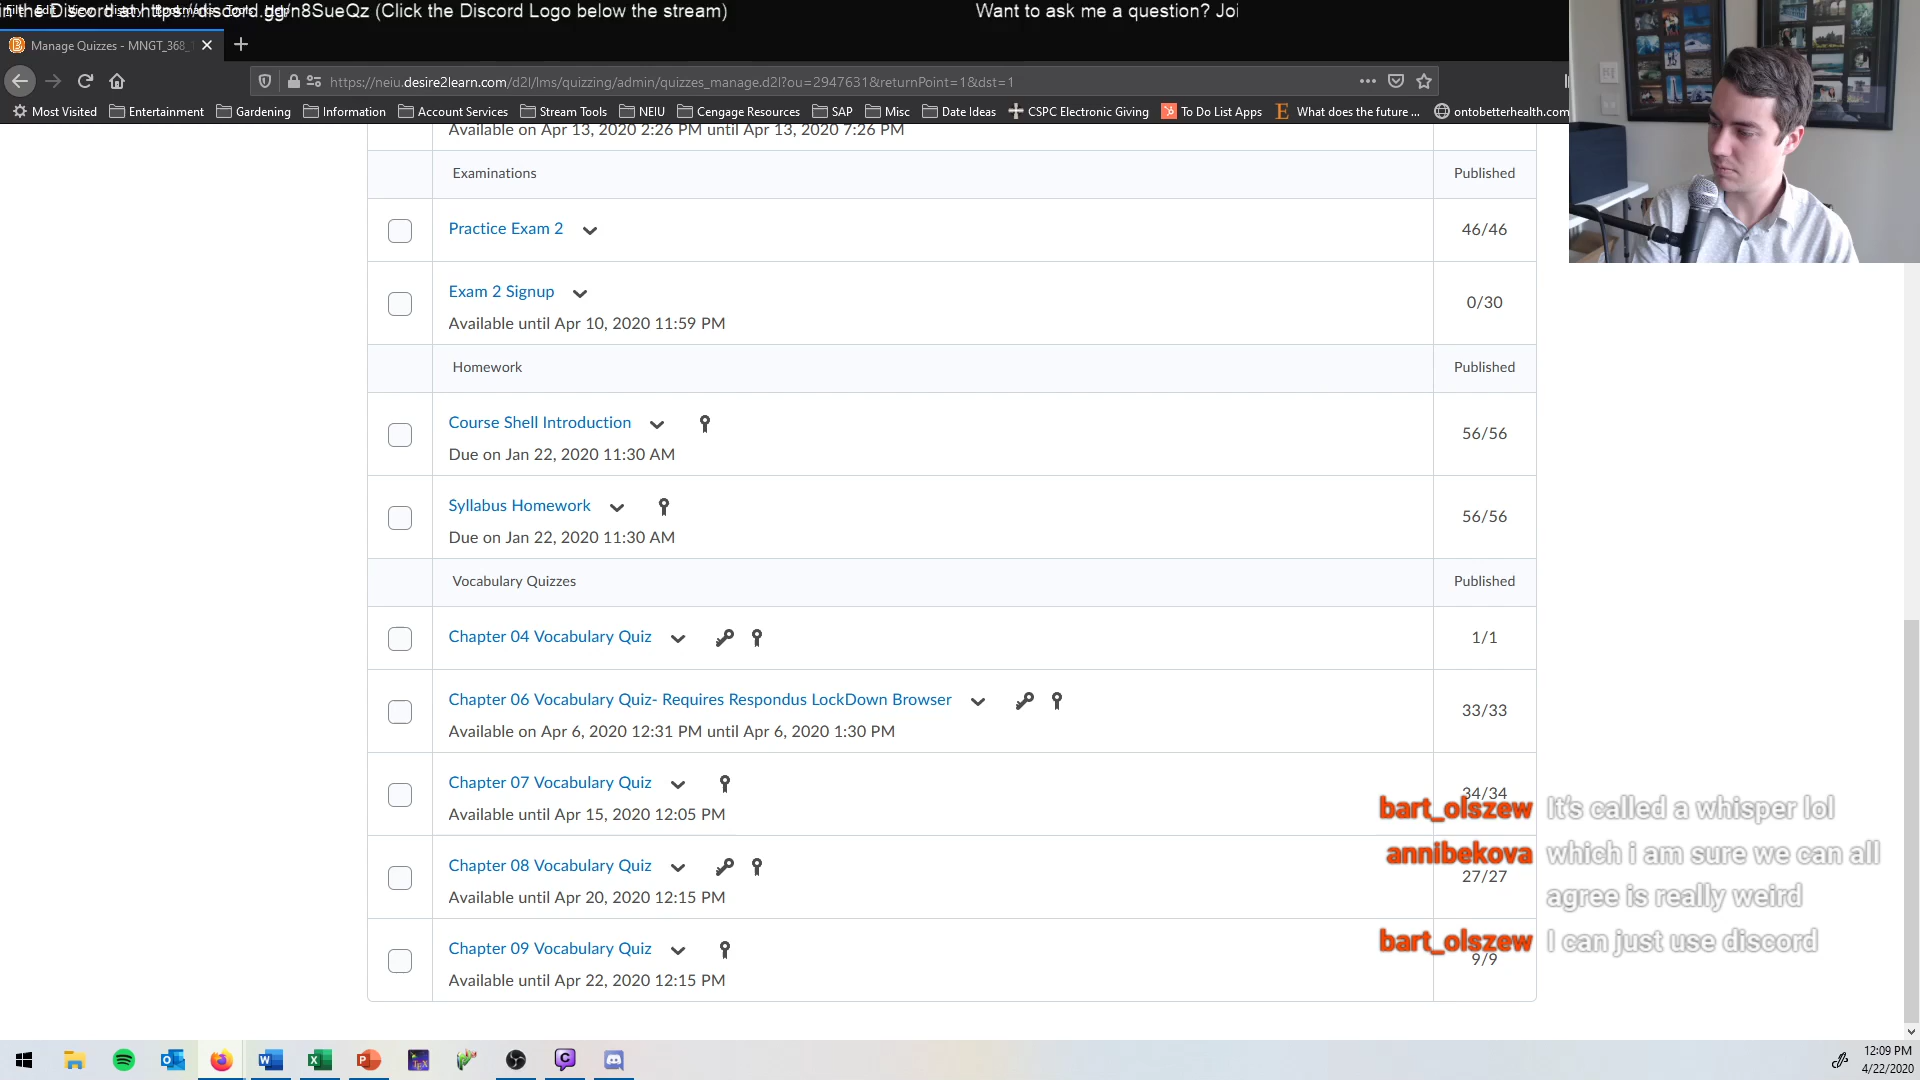 in the Discord at https://discord.gg/n8SueQz (Click the Discord Logo below the stream)
Want to ask me a question? Joi
Manage Quizzes - MNGT_368_
https://neiu.desire2learn.com/d2l/lms/quizzing/admin/quizzes_manage.d2l?ou=2947631&returnPoint=1&dst=1
Most Visited Entertainment Gardening Information Account Services Stream Tools NEIU Cengage Resources SAP Misc Date Ideas CSPC Electronic Giving To Do List Apps What does the future ... ontobetterhealth.com
Available on Apr 13, 2020 2:26 PM until Apr 13, 2020 7:26 PM
Examinations Published
Practice Exam 2 46/46
Exam 2 Signup 0/30
Available until Apr 10, 2020 11:59 PM
Homework Published
Course Shell Introduction 56/56
Due on Jan 22, 2020 11:30 AM
Syllabus Homework 56/56
Due on Jan 22, 2020 11:30 AM
Vocabulary Quizzes Published
Chapter 04 Vocabulary Quiz 1/1
Chapter 06 Vocabulary Quiz- Requires Respondus LockDown Browser 33/33
Available on Apr 6, 2020 12:31 PM until Apr 6, 2020 1:30 PM
Chapter 07 Vocabulary Quiz 34/34
Available until Apr 15, 2020 12:05 PM
bart_olszew It's called a whisper lol
annibekova which i am sure we can all
agree is really weird
Chapter 08 Vocabulary Quiz 27/27
Available until Apr 20, 2020 12:15 PM
bart_olszew I can just use discord
Chapter 09 Vocabulary Quiz 9/9
Available until Apr 22, 2020 12:15 PM
12:09 PM
4/22/2020